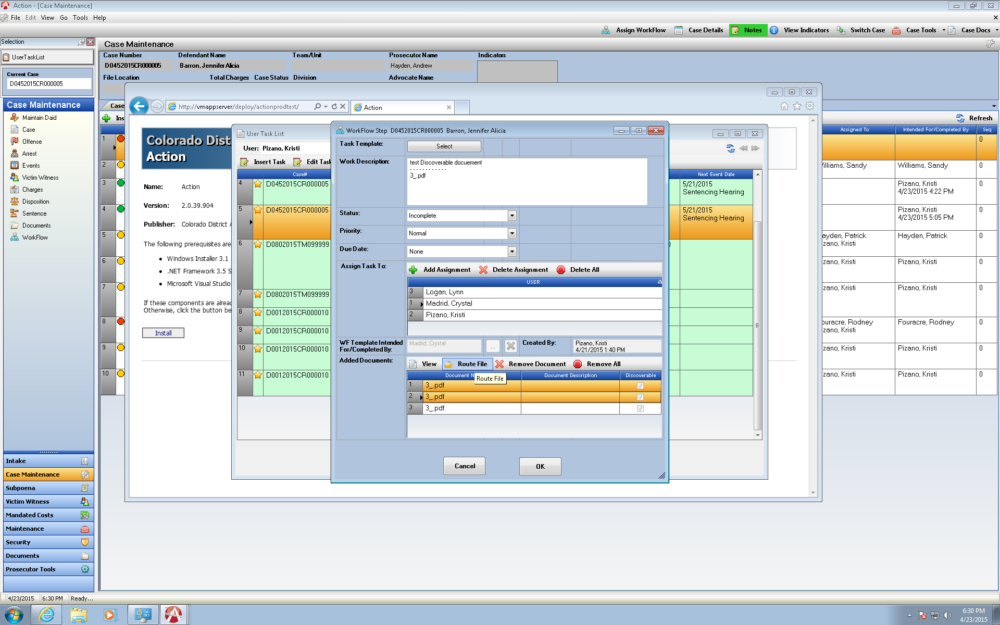 Action - [Case Maintenance]
File Edit View Go Tools Help
Assign WorkFlow Case Details Notes View Indicators Switch Case Case Tools Case Docs
Selection
UserTaskList
Current Case
D0452015CR000005
Case Maintenance
Maintain Daid
Case
Offense
Arrest
Events
Victim Witness
Charges
Disposition
Sentence
Documents
WorkFlow
Intake
Case Maintenance
Subpoena
Victim Witness
Mandated Costs
Maintenance
Security
Documents
Prosecutor Tools
Case Maintenance
Case Number Defendant Name Team/Unit Prosecutor Name Indicators
D0452015CR000005 Barron, Jennifer Alicia Hayden, Andrew
File Location Total Charges Case Status Division Advocate Name
Case
Ins
1
2
3
4
5
6
7
8
9
10
http://vmappserver/deploy/actionprodtest/
Action
Colorado Dist
Action
Name: Action
Version: 2.0.39.904
Publisher: Colorado District A
The following prerequisites are
Windows Installer 3.1
.NET Framework 3.5 S
Microsoft Visual Studio
If these components are alread
Otherwise, click the button be
Install
User Task List
User: Pizano, Kristi
Insert Task Edit Task
Case#
4 D0452015CR000005
5 D0452015CR000005
6 D0802015TM099999
7 D0802015TM099999
8 D0012015CR000010
9 D0012015CR000010
10 D0012015CR000010
11 D0012015CR000010
Next Event Date
5/21/2015
Sentencing Hearing
5/21/2015
Sentencing Hearing
WorkFlow Step D0452015CR000005 Barron, Jennifer Alicia
Task Template: Select
Work Description: test Discoverable docuement
- - - - - - - - - - - -
3_.pdf
Status: Incomplete
Priority: Normal
Due Date: None
Assign Task To: Add Assignment Delete Assignment Delete All
USER
3 Logan, Lynn
1 Madrid, Crystal
2 Pizano, Kristi
WF Template Intended For/Completed By: Madrid, Crystal ... Created By: Pizano, Kristi
4/21/2015 1:40 PM
Added Documents: View Route File Remove Document Remove All
Document N Document Description Discoverable
Route File
1 3_.pdf
2 3_.pdf
3 3_.pdf
Cancel OK
Refresh
Assigned To Intended For/Completed By Seq
0
Williams, Sandy Williams, Sandy 0
Pizano, Kristi 0
4/23/2015 4:22 PM
Pizano, Kristi 0
4/23/2015 5:05 PM
ayden, Patrick Hayden, Patrick 0
zano, Kristi
zano, Kristi Pizano, Kristi 0
zano, Kristi Pizano, Kristi 0
ouracre, Rodney Fouracre, Rodney 0
zano, Kristi
zano, Kristi Pizano, Kristi 0
zano, Kristi Pizano, Kristi 0
4/23/2015 6:30 PM Ready...
6:30 PM
4/23/2015